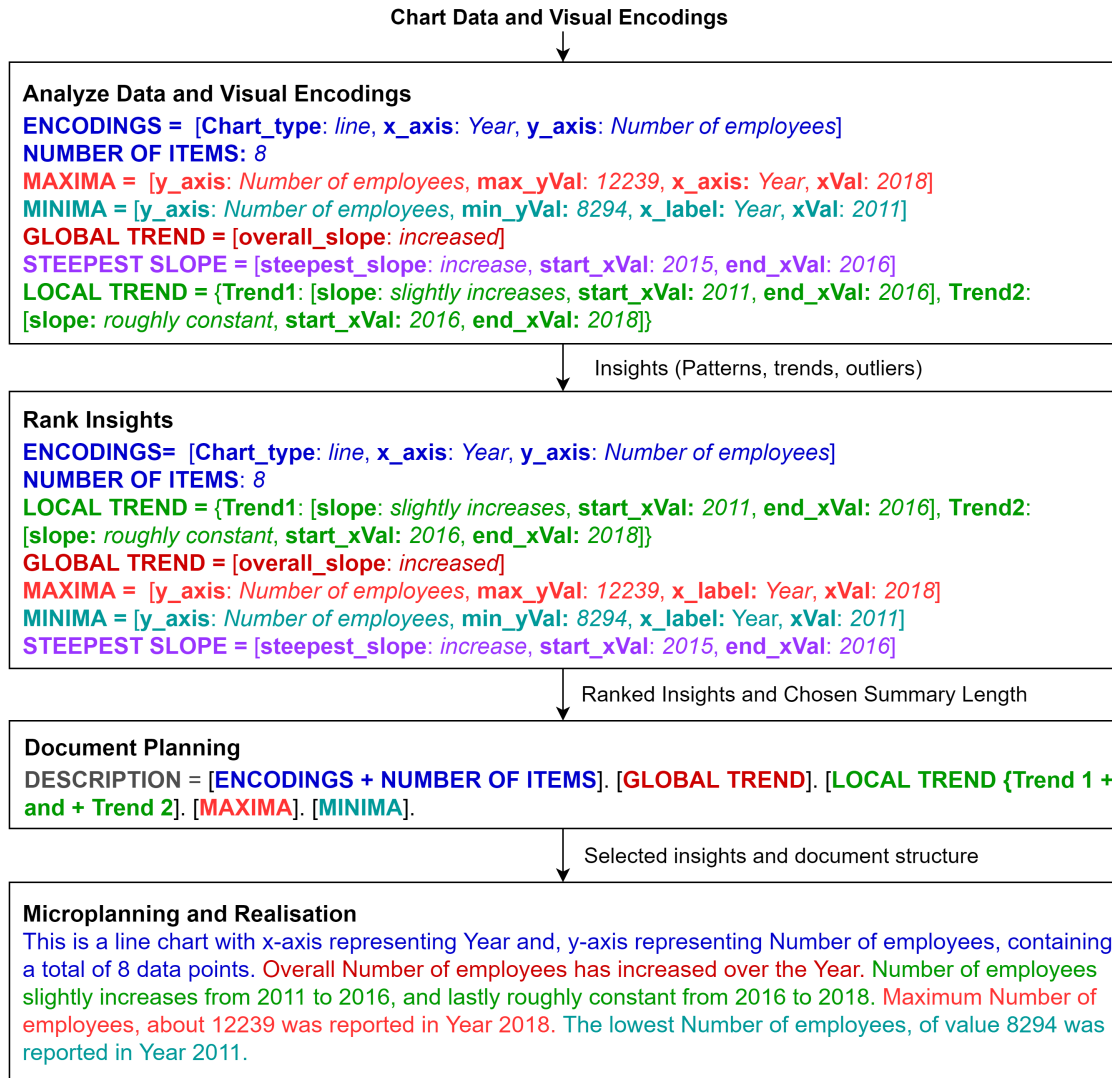 Chart Data and Visual Encodings
Analyze Data and Visual Encodings
ENCODINGS = [Chart_type: line, x_axis: Year, y_axis: Number of employees]
NUMBER OF ITEMS: 8
MAXIMA = [y_axis: Number of employees, max_yVal: 12239, x_axis: Year, xVal: 2018]
MINIMA = [y_axis: Number of employees, min_yVal: 8294, x_label: Year, xVal: 2011]
GLOBAL TREND = [overall_slope: increased]
STEEPEST SLOPE = [steepest_slope: increase, start_xVal: 2015, end_xVal: 2016]
LOCAL TREND = {Trend1: [slope: slightly increases, start_xVal: 2011, end_xVal: 2016], Trend2:
[slope: roughly constant, start_xVal: 2016, end_xVal: 2018]}
Insights (Patterns, trends, outliers)
Rank Insights
ENCODINGS= [Chart_type: line, x_axis: Year, y_axis: Number of employees]
NUMBER OF ITEMS: 8
LOCAL TREND = {Trend1: [slope: slightly increases, start_xVal: 2011, end_xVal: 2016], Trend2:
[slope: roughly constant, start_xVal: 2016, end_xVal: 2018]}
GLOBAL TREND = [overall_slope: increased]
MAXIMA = [y_axis: Number of employees, max_yVal: 12239, x_label: Year, xVal: 2018]
MINIMA = [y_axis: Number of employees, min_yVal: 8294, x_label: Year, xVal: 2011]
STEEPEST SLOPE = [steepest_slope: increase, start_xVal: 2015, end_xVal: 2016]
Ranked Insights and Chosen Summary Length
Document Planning
DESCRIPTION = [ENCODINGS + NUMBER OF ITEMS]. [GLOBAL TREND]. [LOCAL TREND {Trend 1 +
and + Trend 2]. [MAXIMA]. [MINIMA].
Selected insights and document structure
Microplanning and Realisation
This is a line chart with x-axis representing Year and, y-axis representing Number of employees, containing
a total of 8 data points. Overall Number of employees has increased over the Year. Number of employees
slightly increases from 2011 to 2016, and lastly roughly constant from 2016 to 2018. Maximum Number of
employees, about 12239 was reported in Year 2018. The lowest Number of employees, of value 8294 was
reported in Year 2011.